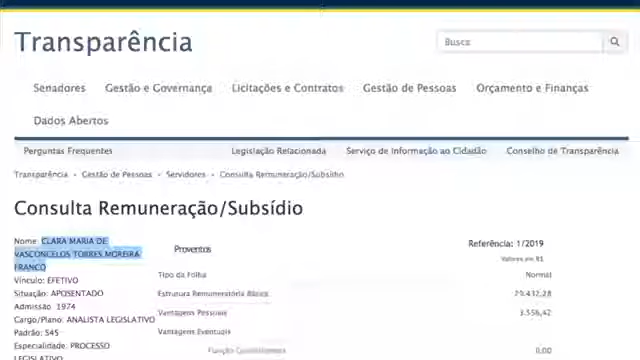 Transparência
Busca
Senadores Gestão e Governança Licitações e Contratos Gestão de Pessoas Orçamento e Finanças
Dados Abertos
Perguntas Frequentes Legislação Relacionada Serviço de Informação ao Cidadão Conselho de Transparência
Transparência Gestão de Pessoas Servidores Consulta Remuneração/Subsídio
Consulta Remuneração/Subsídio
Nome: CLARA MARIA DE
VASCONCELOS TORRES MOREIRA
FRANCO
Vínculo: EFETIVO
Situação: APOSENTADO
Admissão 1974
Cargo/Plano: ANALISTA LEGISLATIVO
Padrão: S45
Especialidade: PROCESSO
LEGISLATIVO
Proventos Referência: 1/2019
Valores em R$
Tipo da Folha Normal
Estrutura Remuneratória Básica 29.432,28
Vantagens Pessoais 3.556,42
Vantagens Eventuais
Função Comissionada 0,00